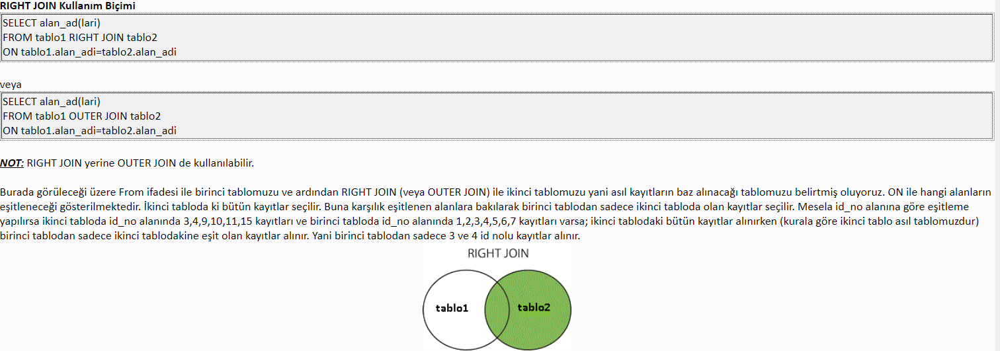 RIGHT JOIN Kullanım Biçimi
SELECT alan_ad(lari)
FROM tablo1 RIGHT JOIN tablo2
ON tablo1.alan_adi=tablo2.alan_adi
veya
SELECT alan_ad(lari)
FROM tablo1 OUTER JOIN tablo2
ON tablo1.alan_adi=tablo2.alan_adi
NOT: RIGHT JOIN yerine OUTER JOIN de kullanılabilir.
Burada görüleceği üzere From ifadesi ile birinci tablomuzu ve ardından RIGHT JOIN (veya OUTER JOIN) ile ikinci tablomuzu yani asıl kayıtların baz alınacağı tablomuzu belirtmiş oluyoruz. ON ile hangi alanların
eşitleneceği gösterilmektedir. İkinci tabloda ki bütün kayıtlar seçilir. Buna karşılık eşitlenen alanlara bakılarak birinci tablodan sadece ikinci tabloda olan kayıtlar seçilir. Mesela id_no alanına göre eşitleme
yapılırsa ikinci tabloda id_no alanında 3,4,9,10,11,15 kayıtları ve birinci tabloda id_no alanında 1,2,3,4,5,6,7 kayıtları varsa; ikinci tablodaki bütün kayıtlar alınırken (kurala göre ikinci tablo asıl tablomuzdur)
birinci tablodan sadece ikinci tablodakine eşit olan kayıtlar alınır. Yani birinci tablodan sadece 3 ve 4 id nolu kayıtlar alınır.
RIGHT JOIN
tablo1
tablo2